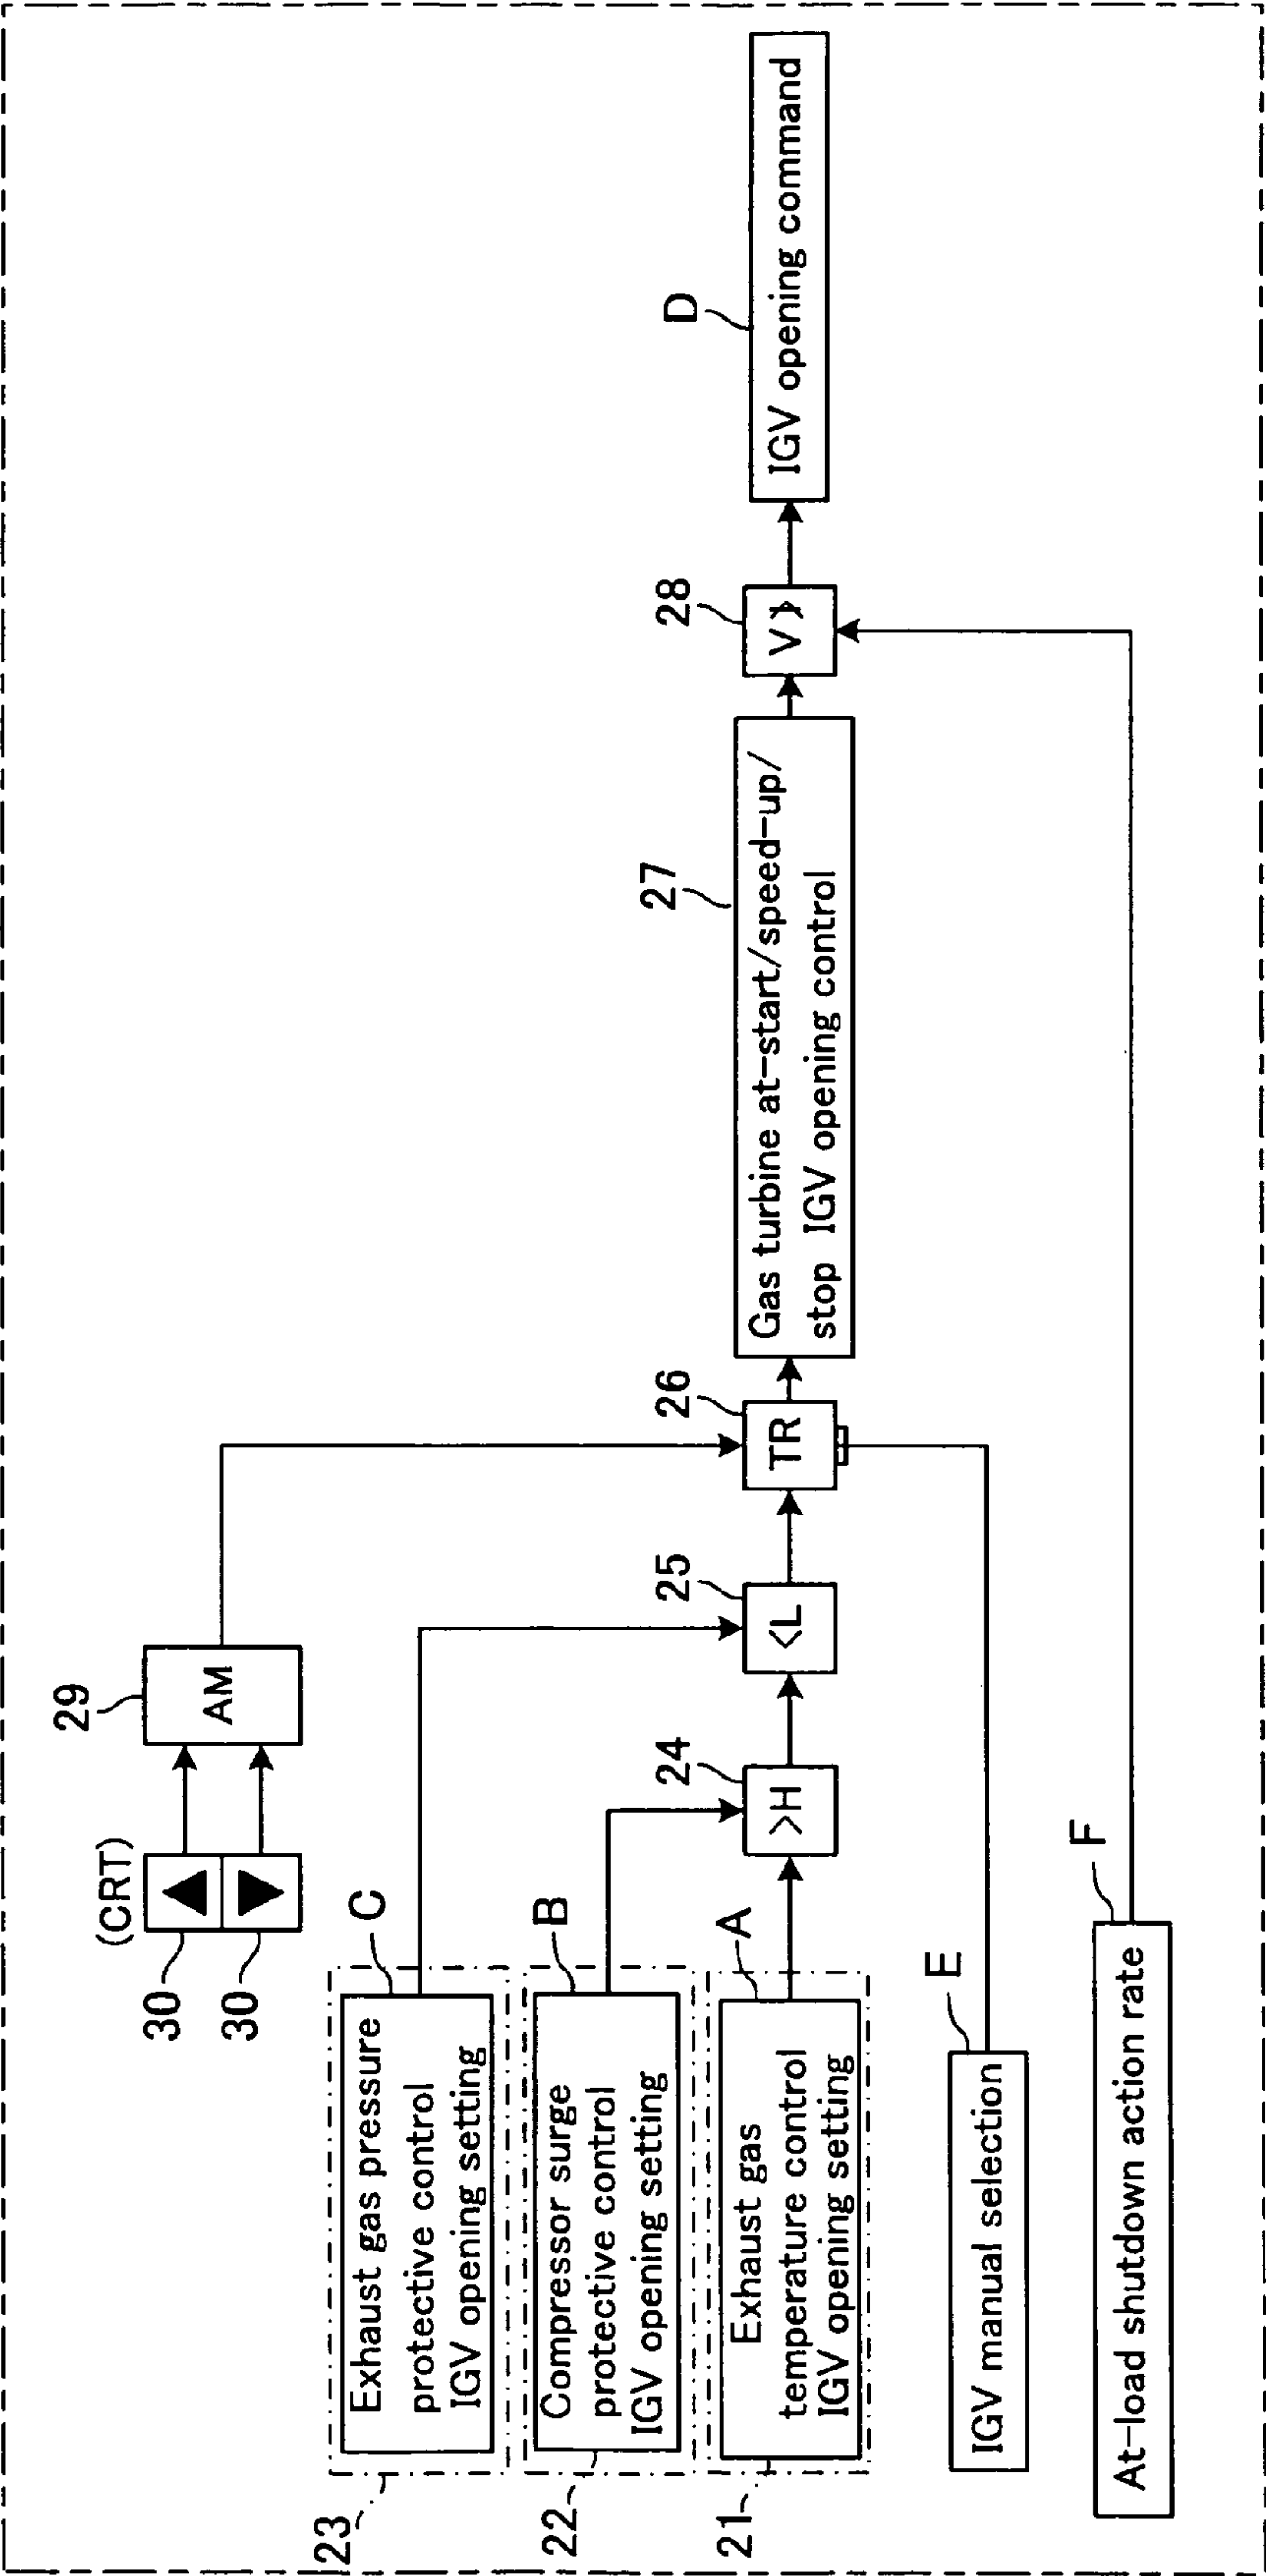 (CRT)
30
30
29
AM
23
C
Exhaust gas pressure
protective control
IGV opening setting
22
B
Compressor surge
protective control
IGV opening setting
21
A
Exhaust gas
temperature control
IGV opening setting
24
>H
25
<L
26
TR
27
Gas turbine at-start/speed-up/
stop IGV opening control
28
V≯
D
IGV opening command
E
IGV manual selection
F
At-load shutdown action rate